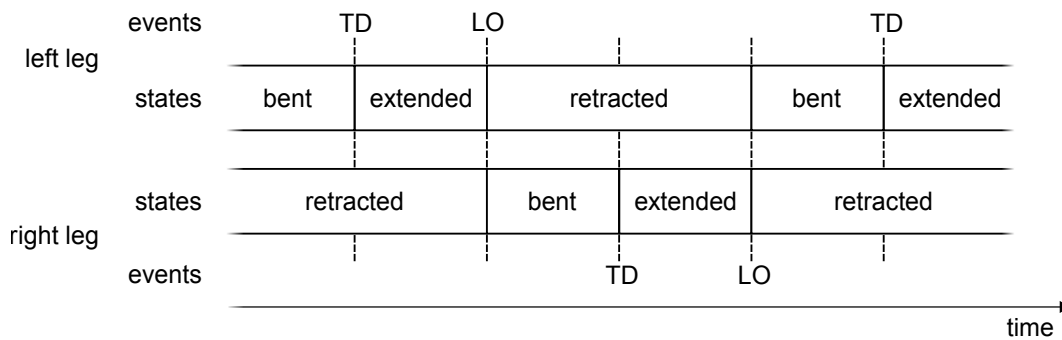 events TD LO TD
left leg
states bent extended retracted bent extended
states retracted bent extended retracted
right leg
events TD LO
time